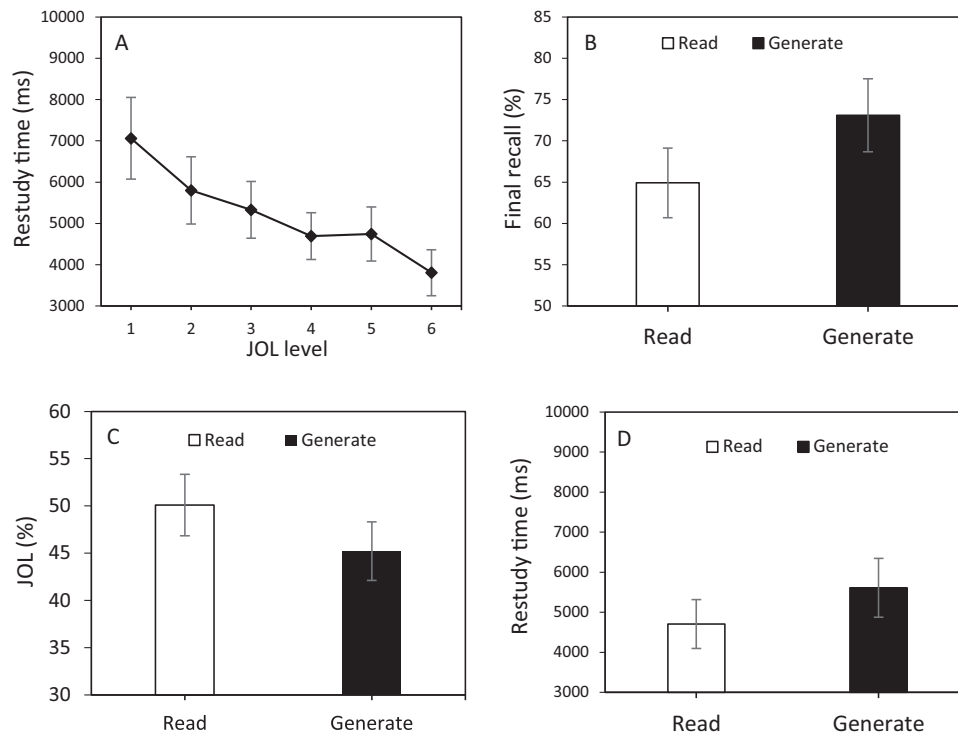 A
Restudy time (ms)
10000
9000
8000
7000
6000
5000
4000
3000
1 2 3 4 5 6
JOL level
B
Read Generate
Final recall (%)
85
80
75
70
65
60
55
50
Read Generate
C
Read Generate
JOL (%)
60
55
50
45
40
35
30
Read Generate
D
Read Generate
Restudy time (ms)
10000
9000
8000
7000
6000
5000
4000
3000
Read Generate